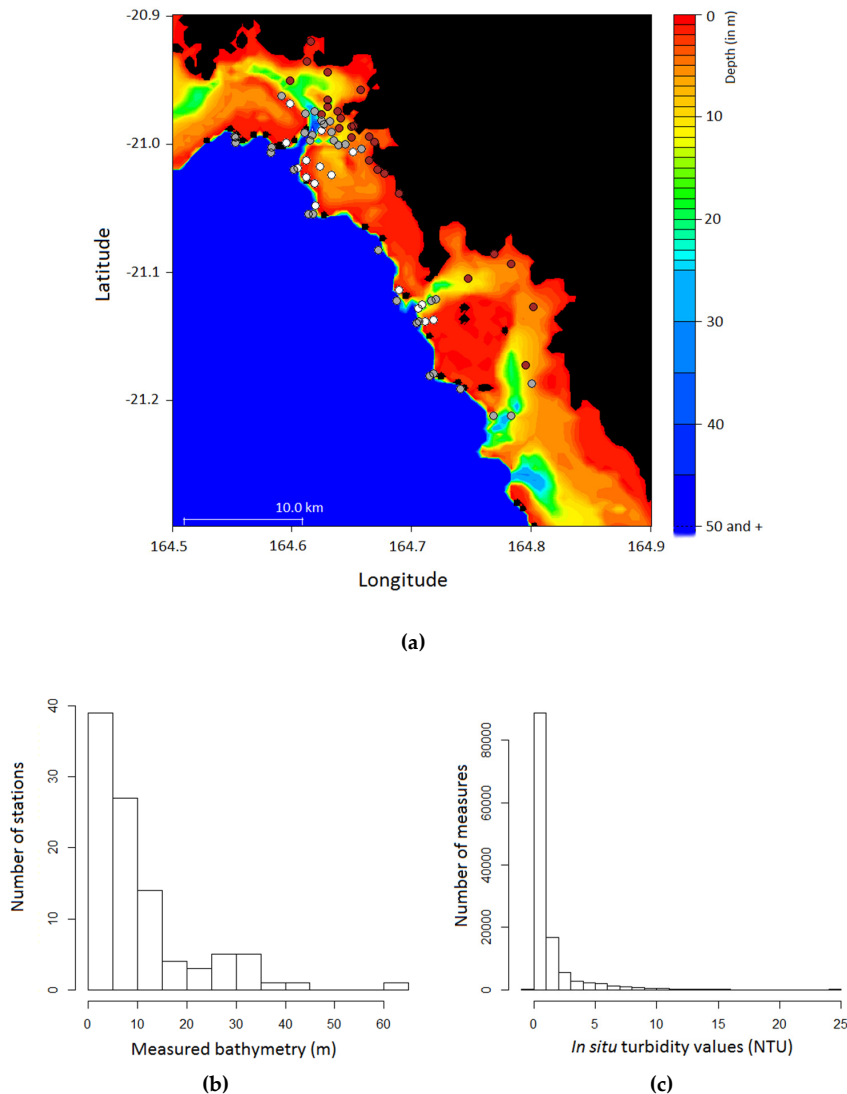 -20.9
-21.0
-21.1
-21.2
Latitude
10.0 km
164.5 164.6 164.7 164.8 164.9
Longitude
0
10
20
30
40
50 and +
Depth (in m)
(a)
40
30
20
10
0
Number of stations
0 10 20 30 40 50 60
Measured bathymetry (m)
(b)
80000
60000
40000
20000
0
Number of measures
0 5 10 15 20 25
In situ turbidity values (NTU)
(c)